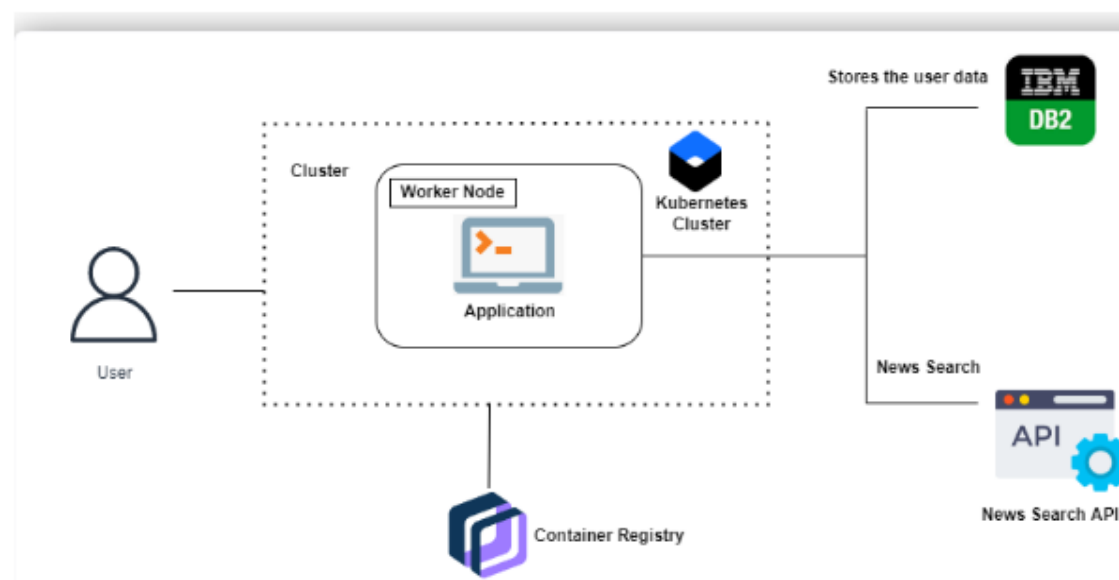 Stores the user data
IBM
DB2
Cluster
Worker Node
Kubernetes
Cluster
Application
User
News Search
API
News Search API
Container Registry